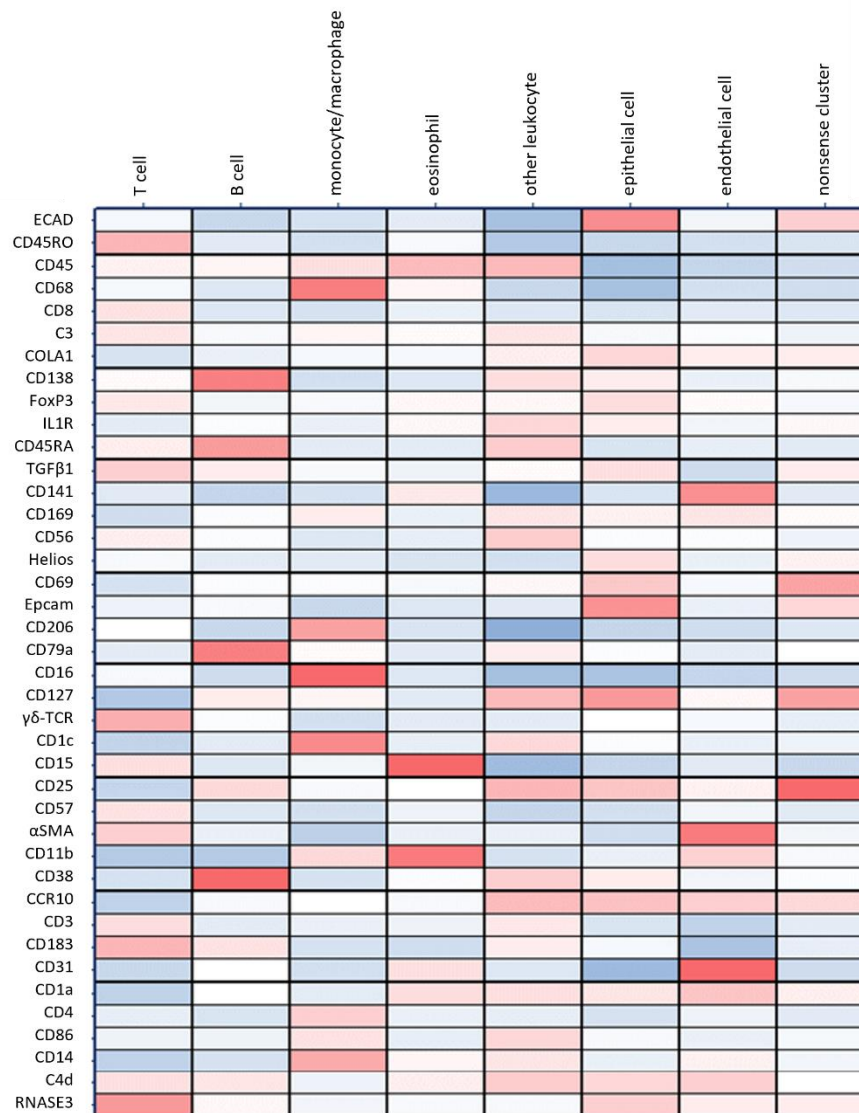 T cell
B cell
monocyte/macrophage
eosinophil
other leukocyte
epithelial cell
endothelial cell
nonsense cluster
ECAD
CD45RO
CD45
CD68
CD8
C3
COLA1
CD138
FoxP3
IL1R
CD45RA
TGFβ1
CD141
CD169
CD56
Helios
CD69
Epcam
CD206
CD79a
CD16
CD127
γδ-TCR
CD1c
CD15
CD25
CD57
αSMA
CD11b
CD38
CCR10
CD3
CD183
CD31
CD1a
CD4
CD86
CD14
C4d
RNASE3